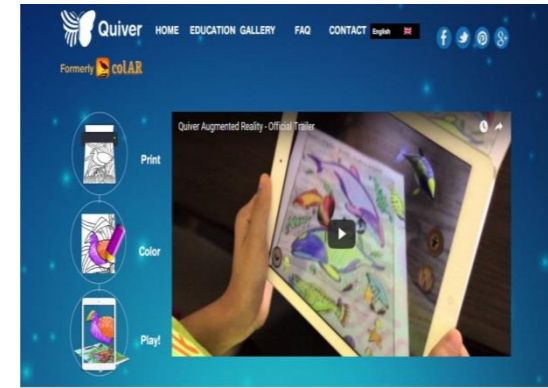 Quiver
HOME EDUCATION GALLERY FAQ CONTACT English
Formerly colAR
Quiver Augmented Reality - Official Trailer
Print
Color
Play!